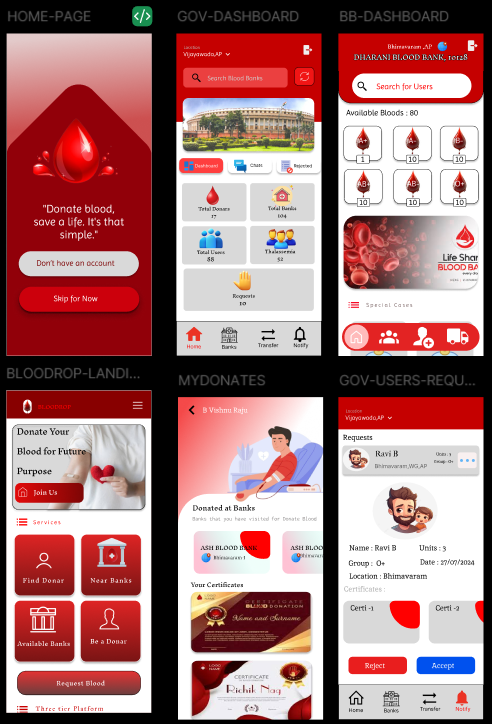 HOME-PAGE
"Donate blood,
save a life. It's that
simple."
Don't have an account
Skip for Now
GOV-DASHBOARD
Location
Vijayawada,AP
Search Blood Banks
Dashboard
Chats
Rejected
Total Donars
17
Total Banks
104
Total Users
88
Thalassemia
52
Requests
10
Home
Banks
Transfer
Notify
BB-DASHBOARD
Bhimavaram ,AP
DHARANI BLOOD BANK, 10128
Search for Users
Available Bloods : 80
A+
1
A-
10
B-
10
AB+
10
AB-
10
O+
10
Life Shar
BLOOD BA
Special Cases
BLOODROP-LANDI...
BLOODROP
Donate Your
Blood for Future
Purpose
Join Us
Services
Find Donar
Near Banks
Available Banks
Be a Donar
Request Blood
Three tier Platform
MYDONATES
B Vishnu Raju
Donated at Banks
Banks that you have visited for Donate Blood
ASH BLOOD BANK
Bhimavaram
ASH BLOOD
Bhimav
Your Certificates
CERTIFICATE
BLOOD DONATION
Name and Surname
LOGO
NAME
CERTIFICATE
Richik Nag
GOV-USERS-REQU...
Location
Vijayawada,AP
Requests
Ravi B
Bhimavaram,WG,AP
Units :3
Group :O+
Name : Ravi B
Units : 3
Group : O+
Date : 27/07/2024
Location : Bhimavaram
Certificates :
Certi -1
Certi -2
Reject
Accept
Home
Banks
Transfer
Notify